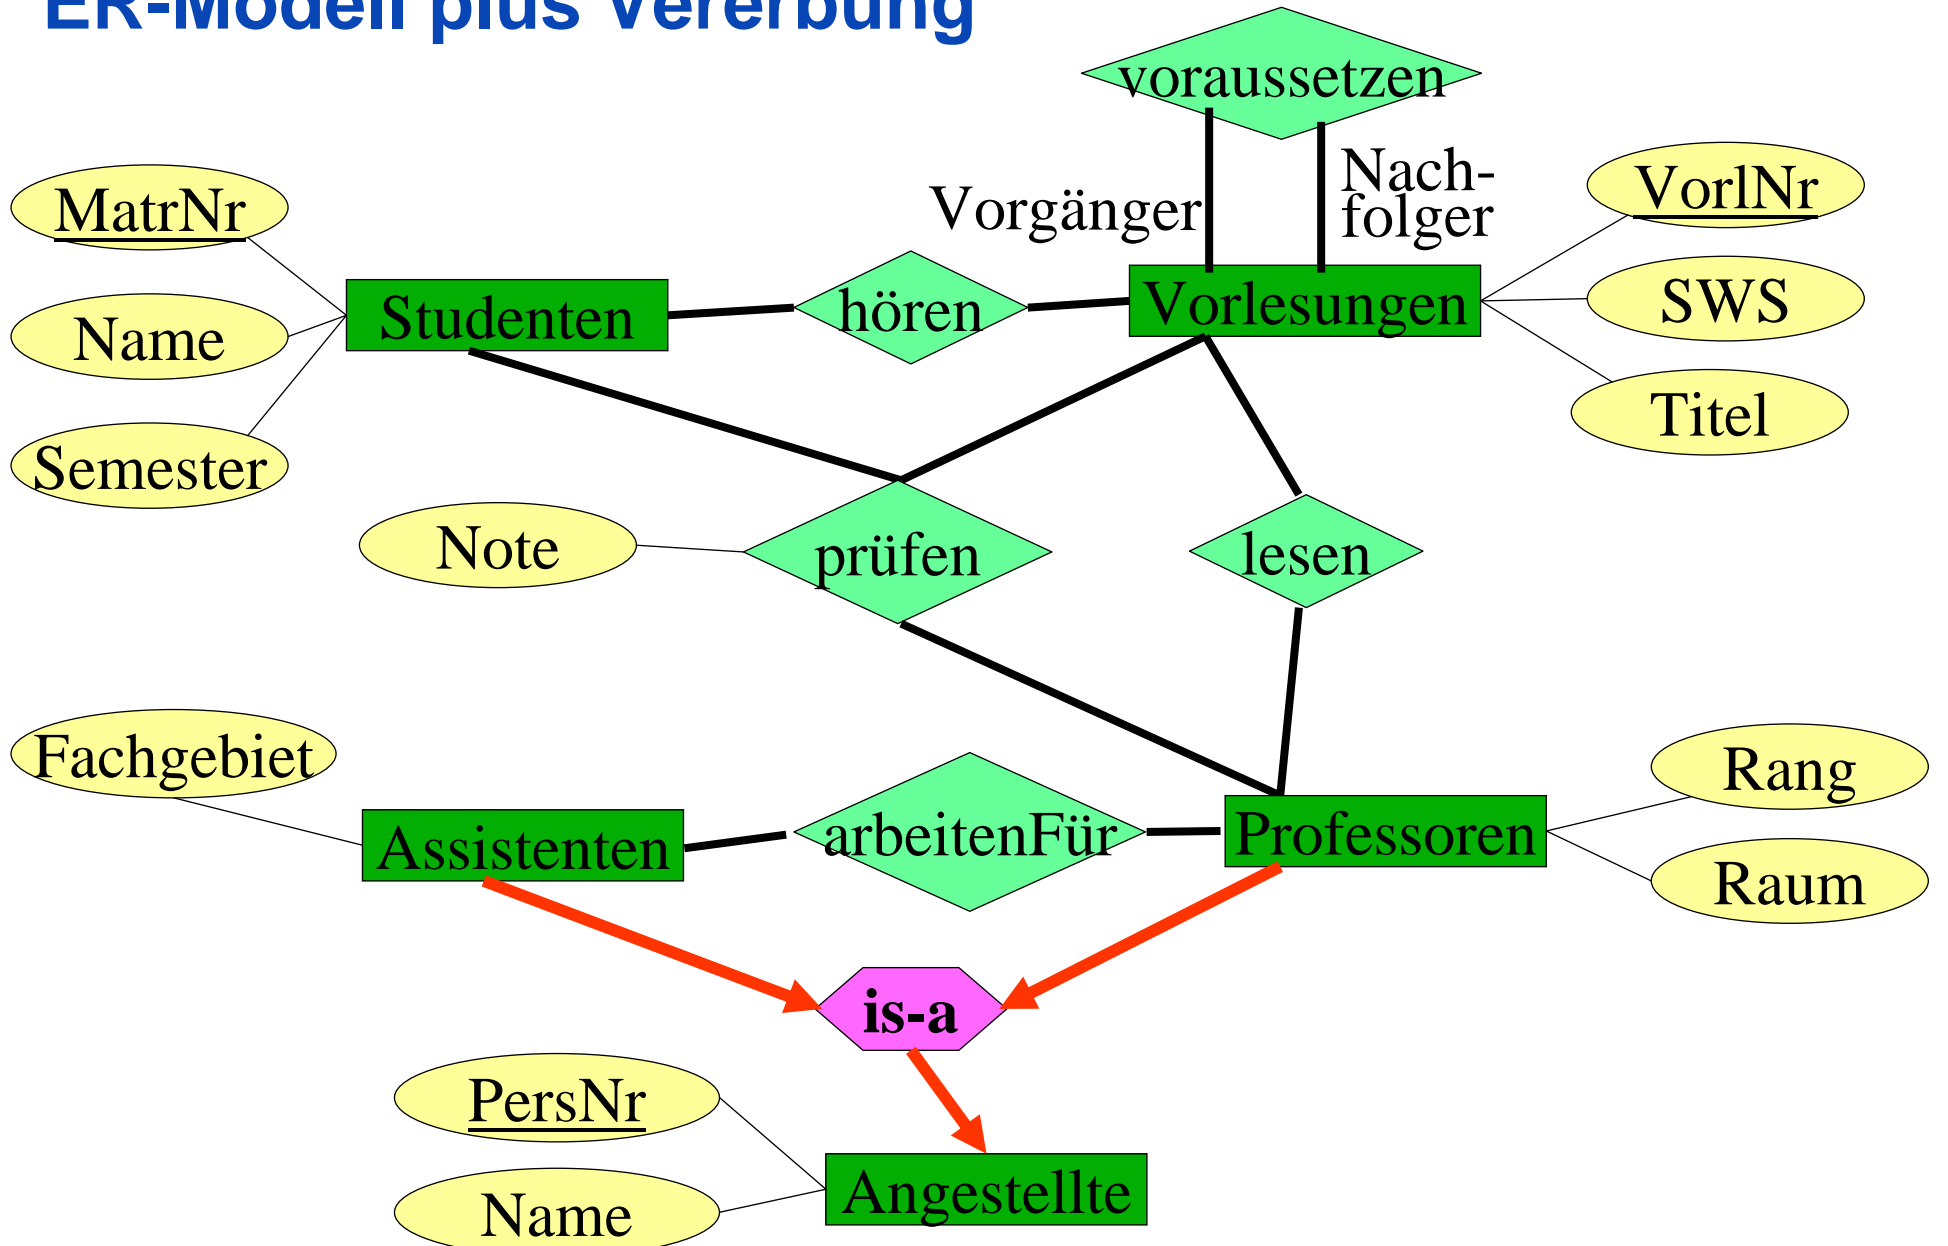 ER-Modell plus Vererbung
voraussetzen
Vorgänger
Nach-
folger
MatrNr
Name
Semester
Studenten
hören
Vorlesungen
VorlNr
SWS
Titel
Note
prüfen
lesen
Fachgebiet
Assistenten
arbeitenFür
Professoren
Rang
Raum
is-a
PersNr
Name
Angestellte